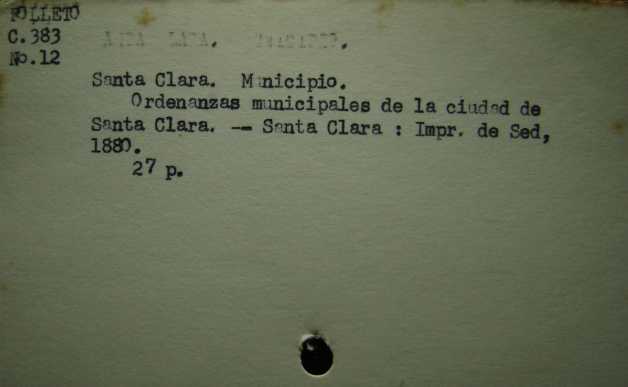 FOLLETO
C.383
No.12
Santa Clara. Municipio.
Ordenanzas municipales de la ciudad de
Santa Clara. -- Santa Clara : Impr. de Sed,
1880.
27 p.